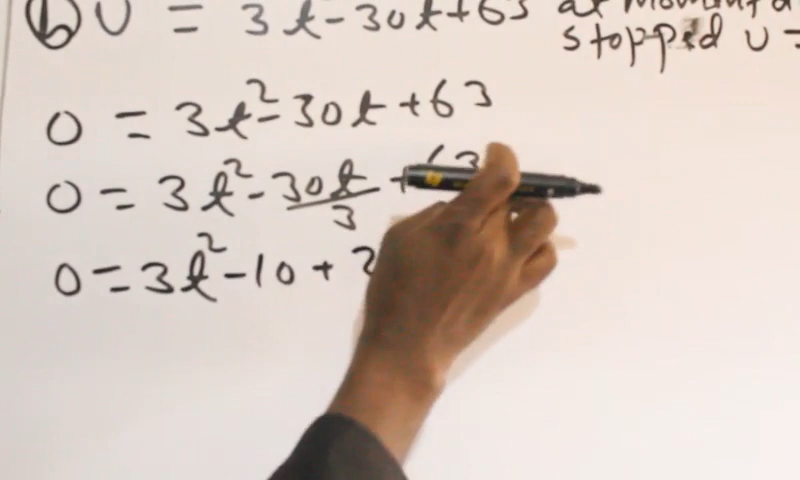 (b) v = 3t² - 30t + 63 at moment
stopped v =
0 = 3t² - 30t + 63
0 = 3t² - 30t/3 + 63
0 = 3t² - 10 + 2